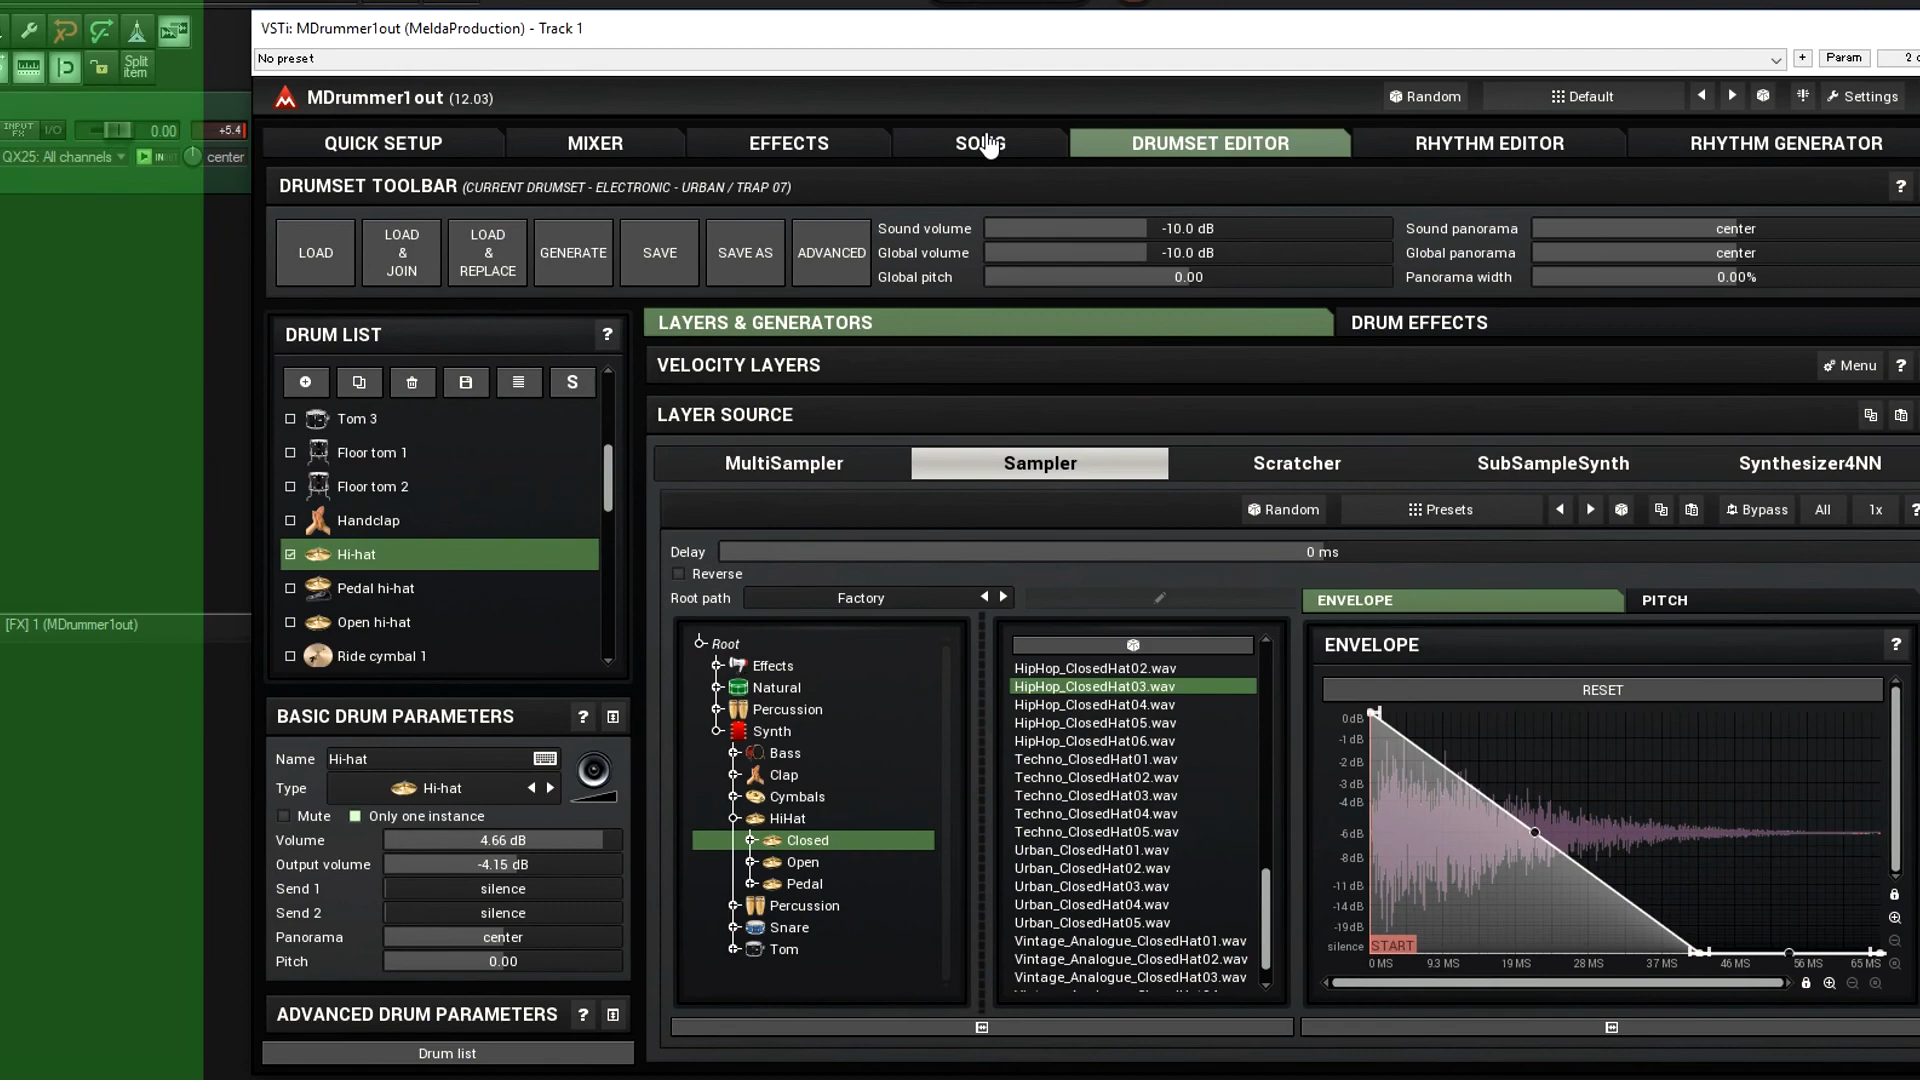 VSTi: MDrummer1out (MeldaProduction) - Track 1
No preset
+
Param
Split item
MDrummer1out (12.03)
Random
Default
Settings
QUICK SETUP
MIXER
EFFECTS
DRUMSET EDITOR
RHYTHM EDITOR
RHYTHM GENERATOR
INPUT FX
I/O
0.00
+5.4
QX25: All channels
IN
center
DRUMSET TOOLBAR (CURRENT DRUMSET - ELECTRONIC - URBAN / TRAP 07)
?
LOAD
LOAD & JOIN
LOAD & REPLACE
GENERATE
SAVE
SAVE AS
ADVANCED
Sound volume -10.0 dB
Global volume -10.0 dB
Global pitch 0.00
Sound panorama center
Global panorama center
Panorama width 0.00%
DRUM LIST
?
S
Tom 3
Floor tom 1
Floor tom 2
Handclap
Hi-hat
Pedal hi-hat
Open hi-hat
Ride cymbal 1
[FX] 1 (MDrummer1out)
BASIC DRUM PARAMETERS
?
Name Hi-hat
Type Hi-hat
Mute
Only one instance
Volume 4.66 dB
Output volume -4.15 dB
Send 1 silence
Send 2 silence
Panorama center
Pitch 0.00
ADVANCED DRUM PARAMETERS
?
Drum list
LAYERS & GENERATORS
DRUM EFFECTS
VELOCITY LAYERS
Menu
?
LAYER SOURCE
MultiSampler
Sampler
Scratcher
SubSampleSynth
Synthesizer4NN
Random
Presets
Bypass
All
1x
?
Delay 0 ms
Reverse
Root path Factory
Root
Effects
Natural
Percussion
Synth
Bass
Clap
Cymbals
HiHat
Closed
Open
Pedal
Percussion
Snare
Tom
HipHop_ClosedHat02.wav
HipHop_ClosedHat03.wav
HipHop_ClosedHat04.wav
HipHop_ClosedHat05.wav
HipHop_ClosedHat06.wav
Techno_ClosedHat01.wav
Techno_ClosedHat02.wav
Techno_ClosedHat03.wav
Techno_ClosedHat04.wav
Techno_ClosedHat05.wav
Urban_ClosedHat01.wav
Urban_ClosedHat02.wav
Urban_ClosedHat03.wav
Urban_ClosedHat04.wav
Urban_ClosedHat05.wav
Vintage_Analogue_ClosedHat01.wav
Vintage_Analogue_ClosedHat02.wav
Vintage_Analogue_ClosedHat03.wav
ENVELOPE
PITCH
ENVELOPE
?
RESET
0dB
-1 dB
-2 dB
-3 dB
-4dB
-6dB
-8dB
-11 dB
-14 dB
-19dB
silence
START
0 MS
9.3 MS
19 MS
28 MS
37 MS
46 MS
56 MS
65 MS